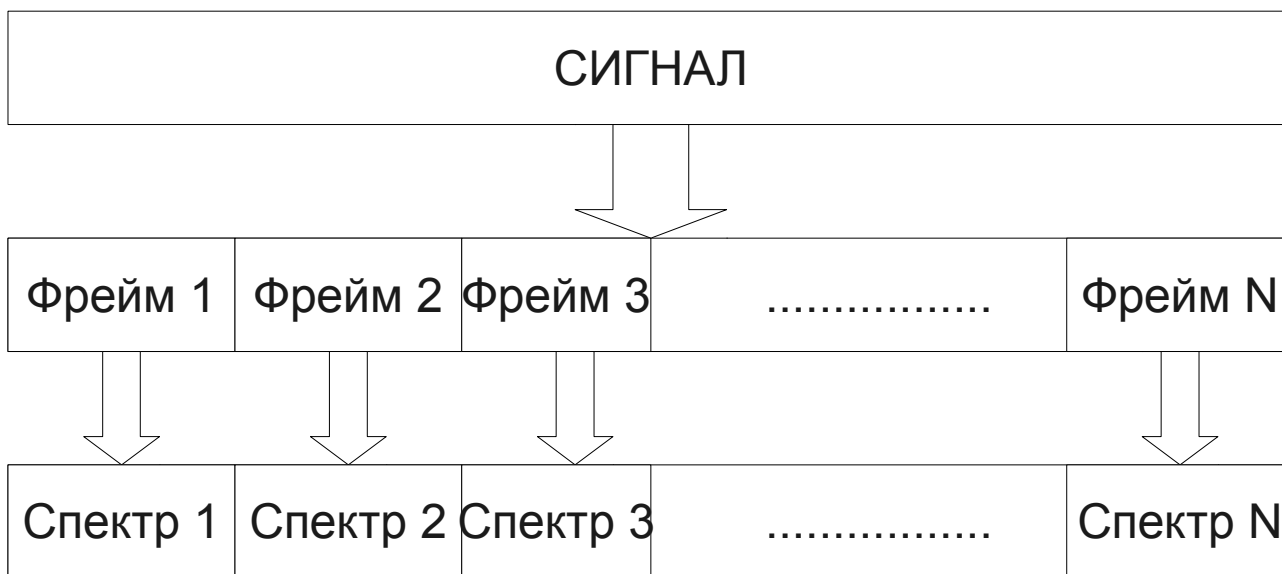 СИГНАЛ
Фрейм 1 Фрейм 2 Фрейм 3 ................. Фрейм N
Спектр 1 Спектр 2 Спектр 3 ................. Спектр N